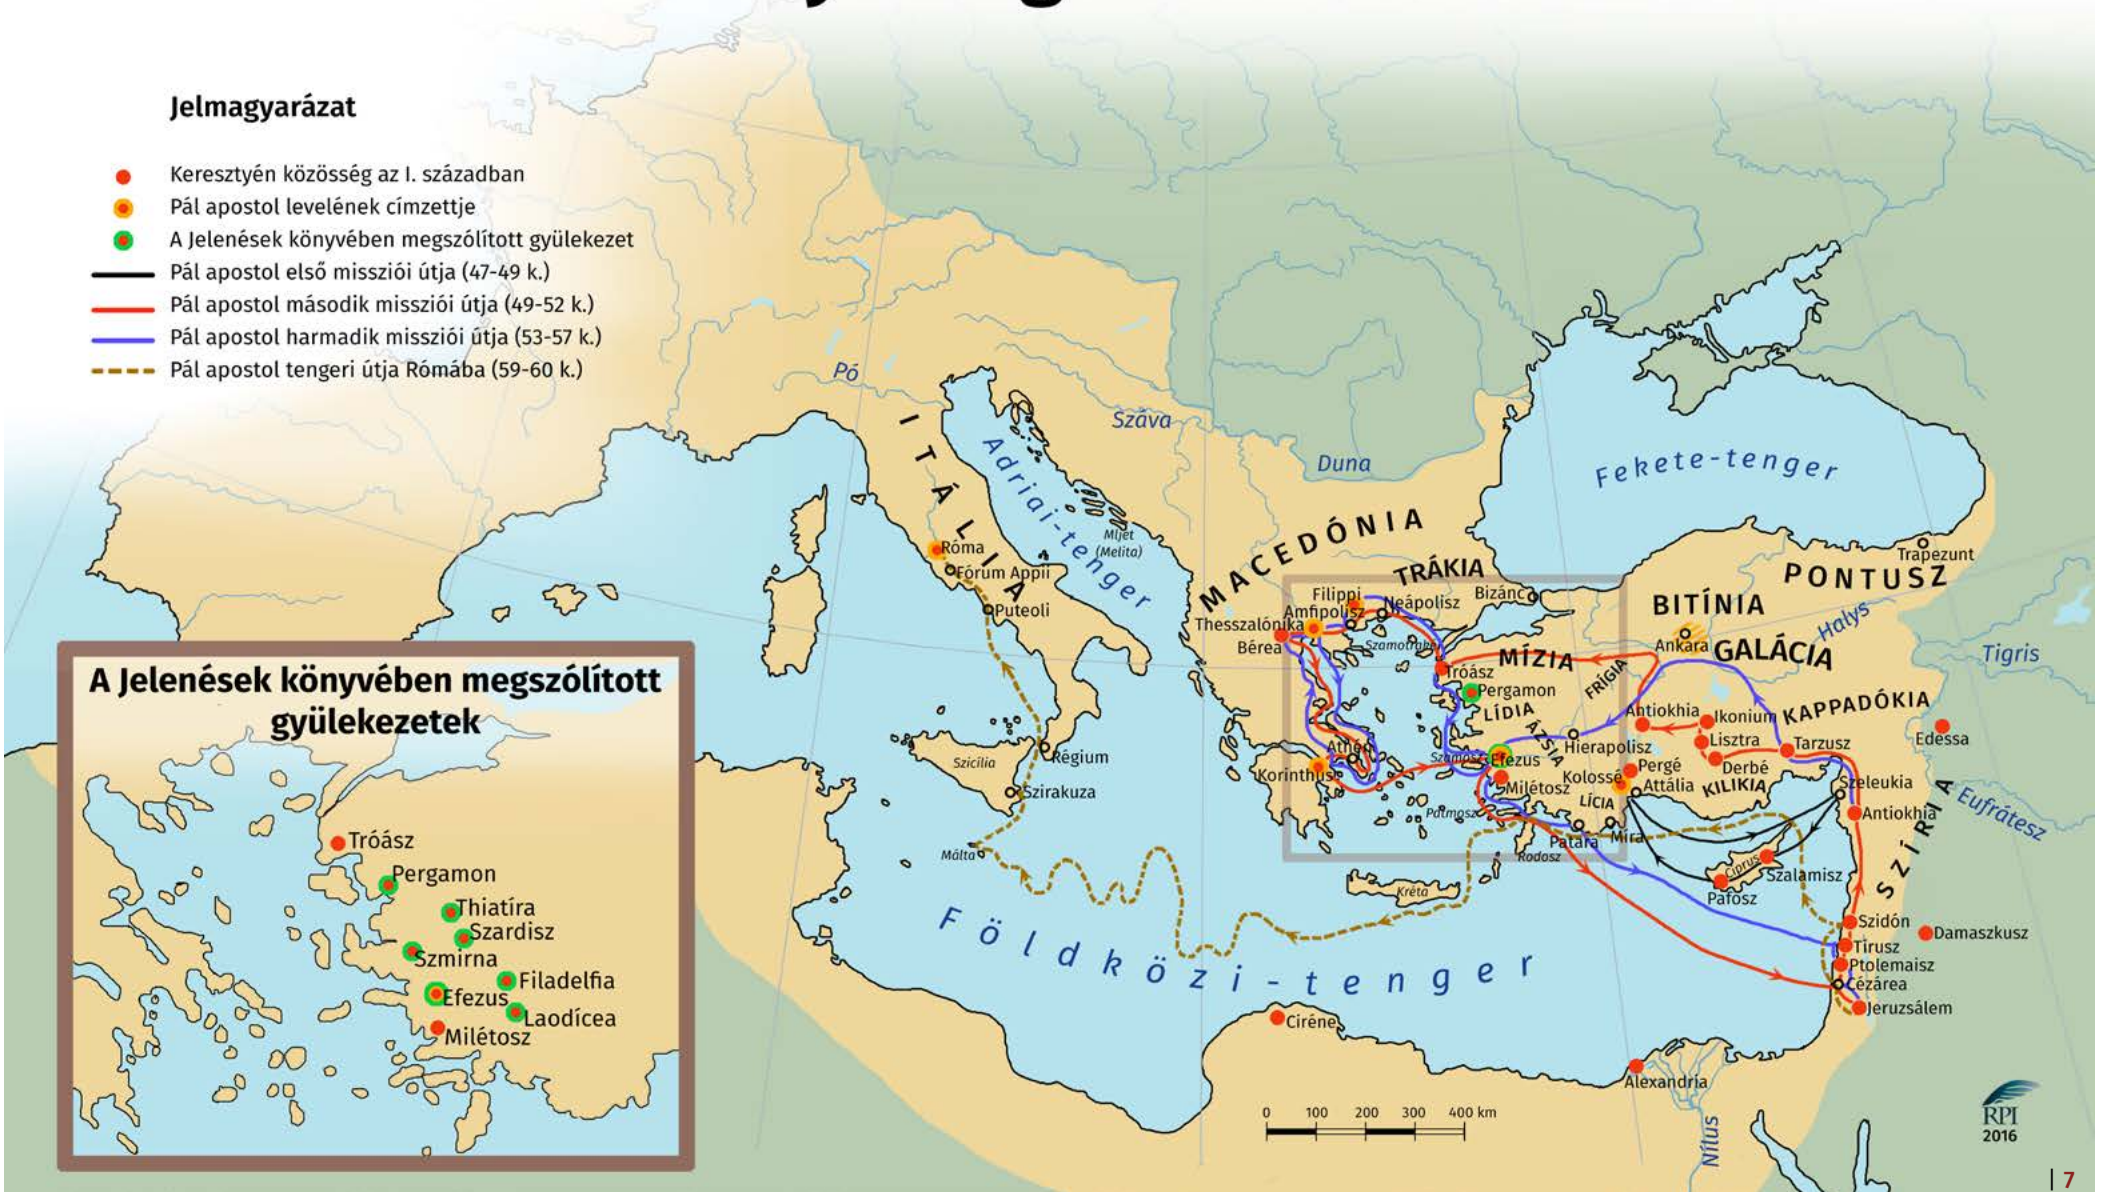 Jelmagyarázat
Keresztyén közösség az I. században
Pál apostol levelének címzettje
A Jelenések könyvében megszólított gyülekezet
Pál apostol első missziói útja (47-49 k.)
Pál apostol második missziói útja (49-52 k.)
Pál apostol harmadik missziói útja (53-57 k.)
Pál apostol tengeri útja Rómába (59-60 k.)
Pó
Száva
Duna
Fekete-tenger
ITÁLIA
Adriai-tenger
Mljet
(Melita)
MACEDÓNIA
TRÁKIA
Bizánc
Trapezunt
PONTUSZ
BITÍNIA
Halys
Ankara
GALÁCIA
Tigris
Róma
Fórum Appii
Puteoli
Filippi
Neápolisz
Amfipolisz
Thesszalónika
Bérea
Szamotraké
MÍZIA
FRÍGIA
Tróász
Pergamon
LÍDIA
ÁZSIA
Antiokhia
Ikonium
KAPPADÓKIA
Edessa
Hierapolisz
Lisztra
Tarzusz
Derbé
Pergé
Kolossé
Attália
KILIKIA
Szeleukia
Antiokhia
Eufrátesz
SZÍRIA
Athén
Korinthus
Szamosz
Efezus
Milétosz
Patmosz
LÍCIA
Patara
Míra
Rodosz
Kréta
Ciprus
Szalamisz
Páfosz
Szicília
Régium
Szirakuza
Málta
Földközi-tenger
Szidón
Damaszkusz
Tírusz
Ptolemaisz
Cézárea
Jeruzsálem
Ciréne
Alexandria
Nílus
0 100 200 300 400 km
A Jelenések könyvében megszólított
gyülekezetek
Tróász
Pergamon
Thiatíra
Szardisz
Szmirna
Filadelfia
Efezus
Laodícea
Milétosz
RPI
2016
| 7